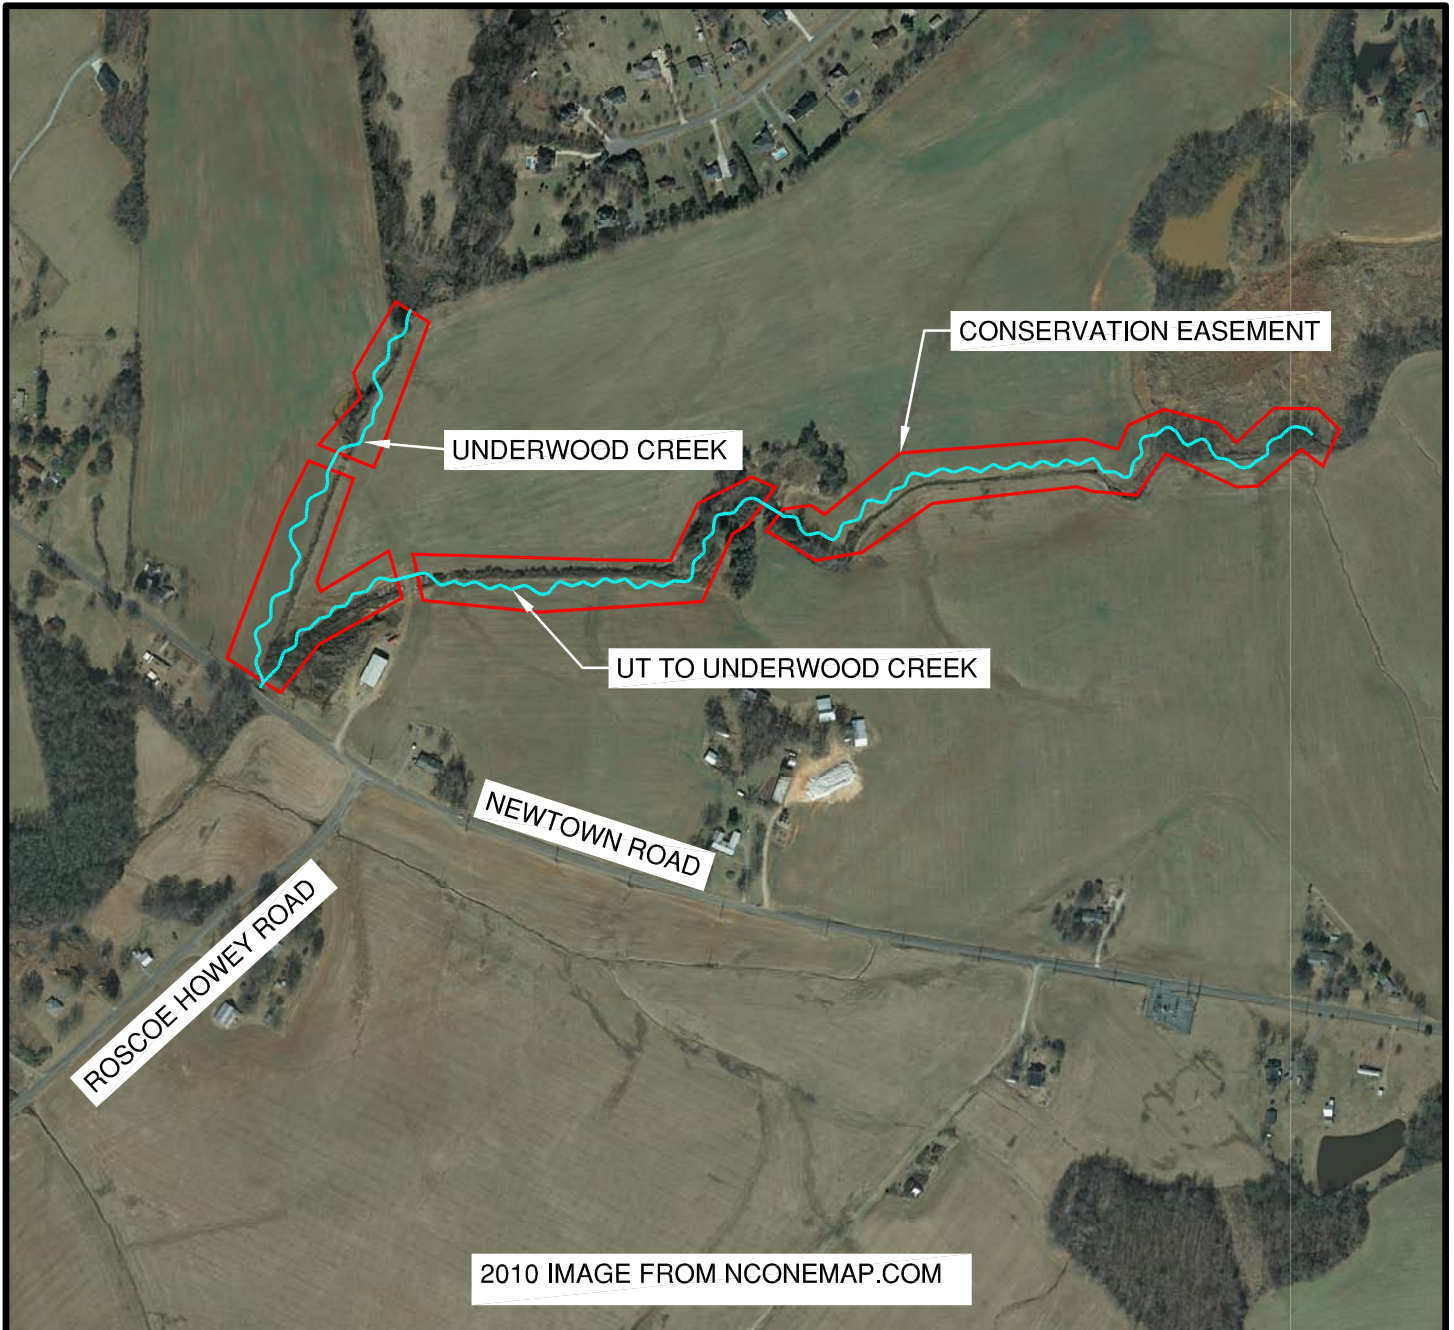 CONSERVATION EASEMENT
UNDERWOOD CREEK
UT TO UNDERWOOD CREEK
NEWTOWN ROAD
ROSCOE HOWEY ROAD
2010 IMAGE FROM NCONEMAP.COM